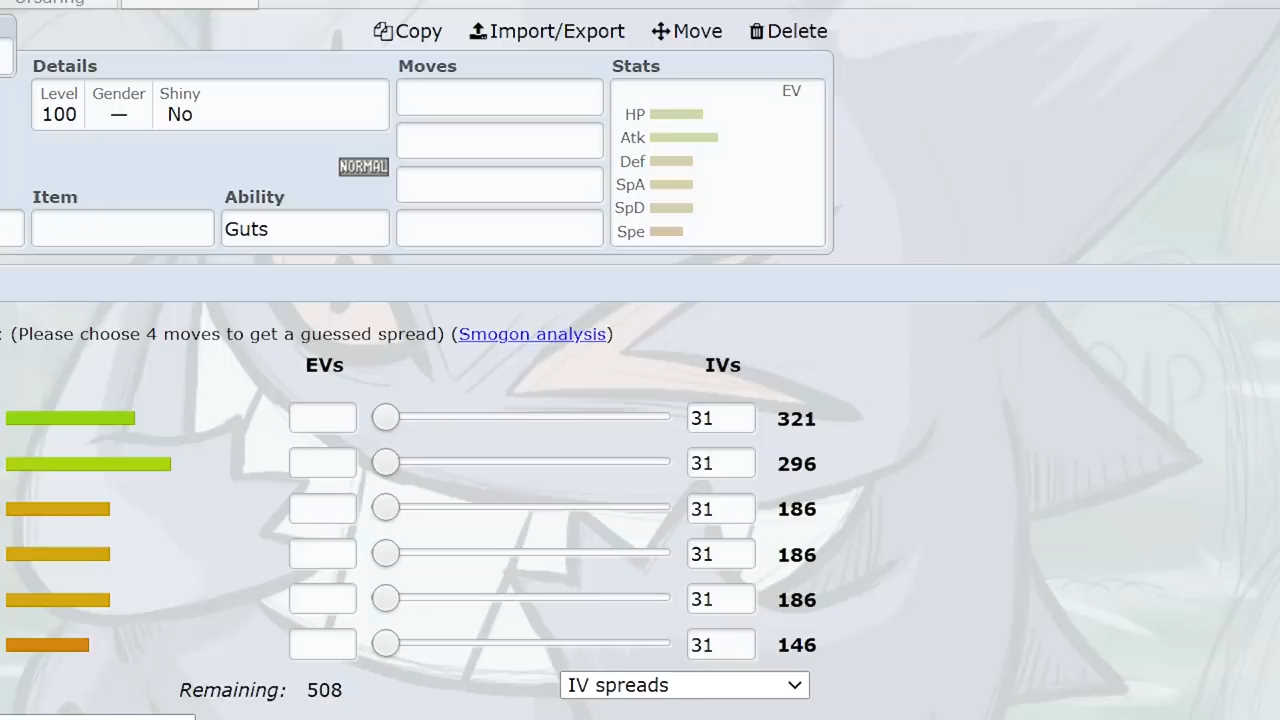 Ursaring
Copy Import/Export Move Delete
Details
Level Gender Shiny
100 — No
NORMAL
Item Ability
Guts
Moves
Stats
EV
HP
Atk
Def
SpA
SpD
Spe
: (Please choose 4 moves to get a guessed spread) (Smogon analysis)
EVs IVs
31 321
31 296
31 186
31 186
31 186
31 146
Remaining: 508
IV spreads
RIP